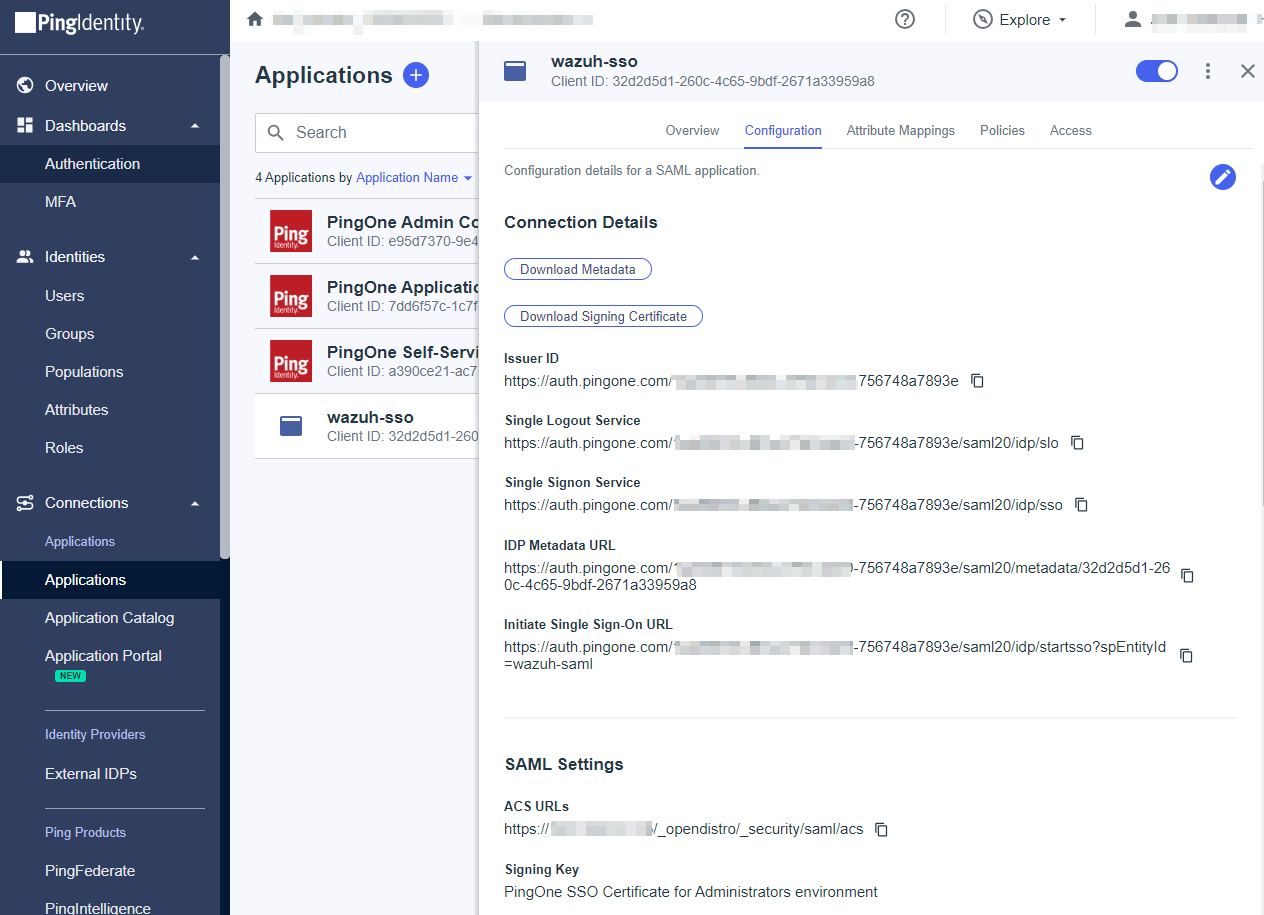 PingIdentity.
Explore
Overview
Dashboards
Authentication
MFA
Identities
Users
Groups
Populations
Attributes
Roles
Connections
Applications
Applications
Application Catalog
Application Portal
NEW
Identity Providers
External IDPs
Ping Products
PingFederate
PingIntelligence
Applications
Search
4 Applications by Application Name
Ping
Identity.
PingOne Admin Co
Client ID: e95d7370-9e4
Ping
Identity.
PingOne Applicatio
Client ID: 7dd6f57c-1c7f
Ping
Identity.
PingOne Self-Servi
Client ID: a390ce21-ac7
wazuh-sso
Client ID: 32d2d5d1-260
wazuh-sso
Client ID: 32d2d5d1-260c-4c65-9bdf-2671a33959a8
Overview Configuration Attribute Mappings Policies Access
Configuration details for a SAML application.
Connection Details
Download Metadata
Download Signing Certificate
Issuer ID
https://auth.pingone.com/ 756748a7893e
Single Logout Service
https://auth.pingone.com/ -756748a7893e/saml20/idp/slo
Single Signon Service
https://auth.pingone.com/ -756748a7893e/saml20/idp/sso
IDP Metadata URL
https://auth.pingone.com/ -756748a7893e/saml20/metadata/32d2d5d1-26
0c-4c65-9bdf-2671a33959a8
Initiate Single Sign-On URL
https://auth.pingone.com/ -756748a7893e/saml20/idp/startsso?spEntityId
=wazuh-saml
SAML Settings
ACS URLs
https:// /_opendistro/_security/saml/acs
Signing Key
PingOne SSO Certificate for Administrators environment